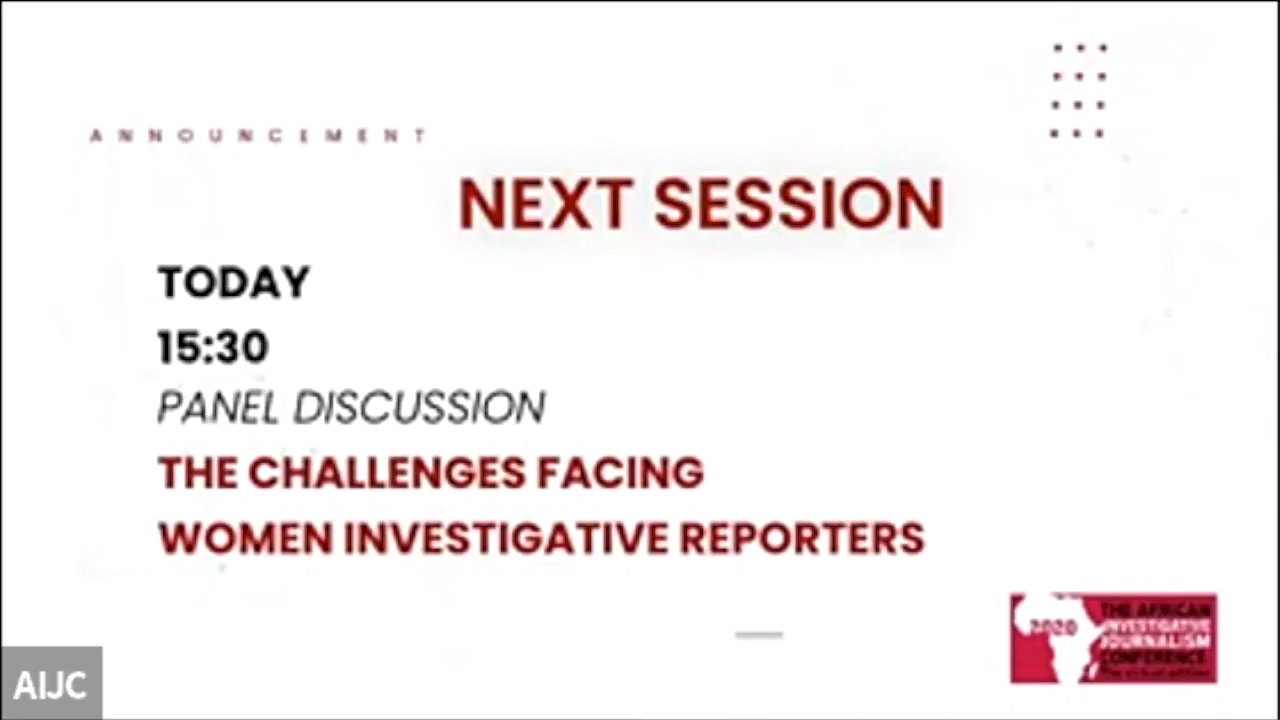 ANNOUNCEMENT
NEXT SESSION
TODAY
15:30
PANEL DISCUSSION
THE CHALLENGES FACING
WOMEN INVESTIGATIVE REPORTERS
2020
THE AFRICAN
INVESTIGATIVE
JOURNALISM
CONFERENCE
AIJC